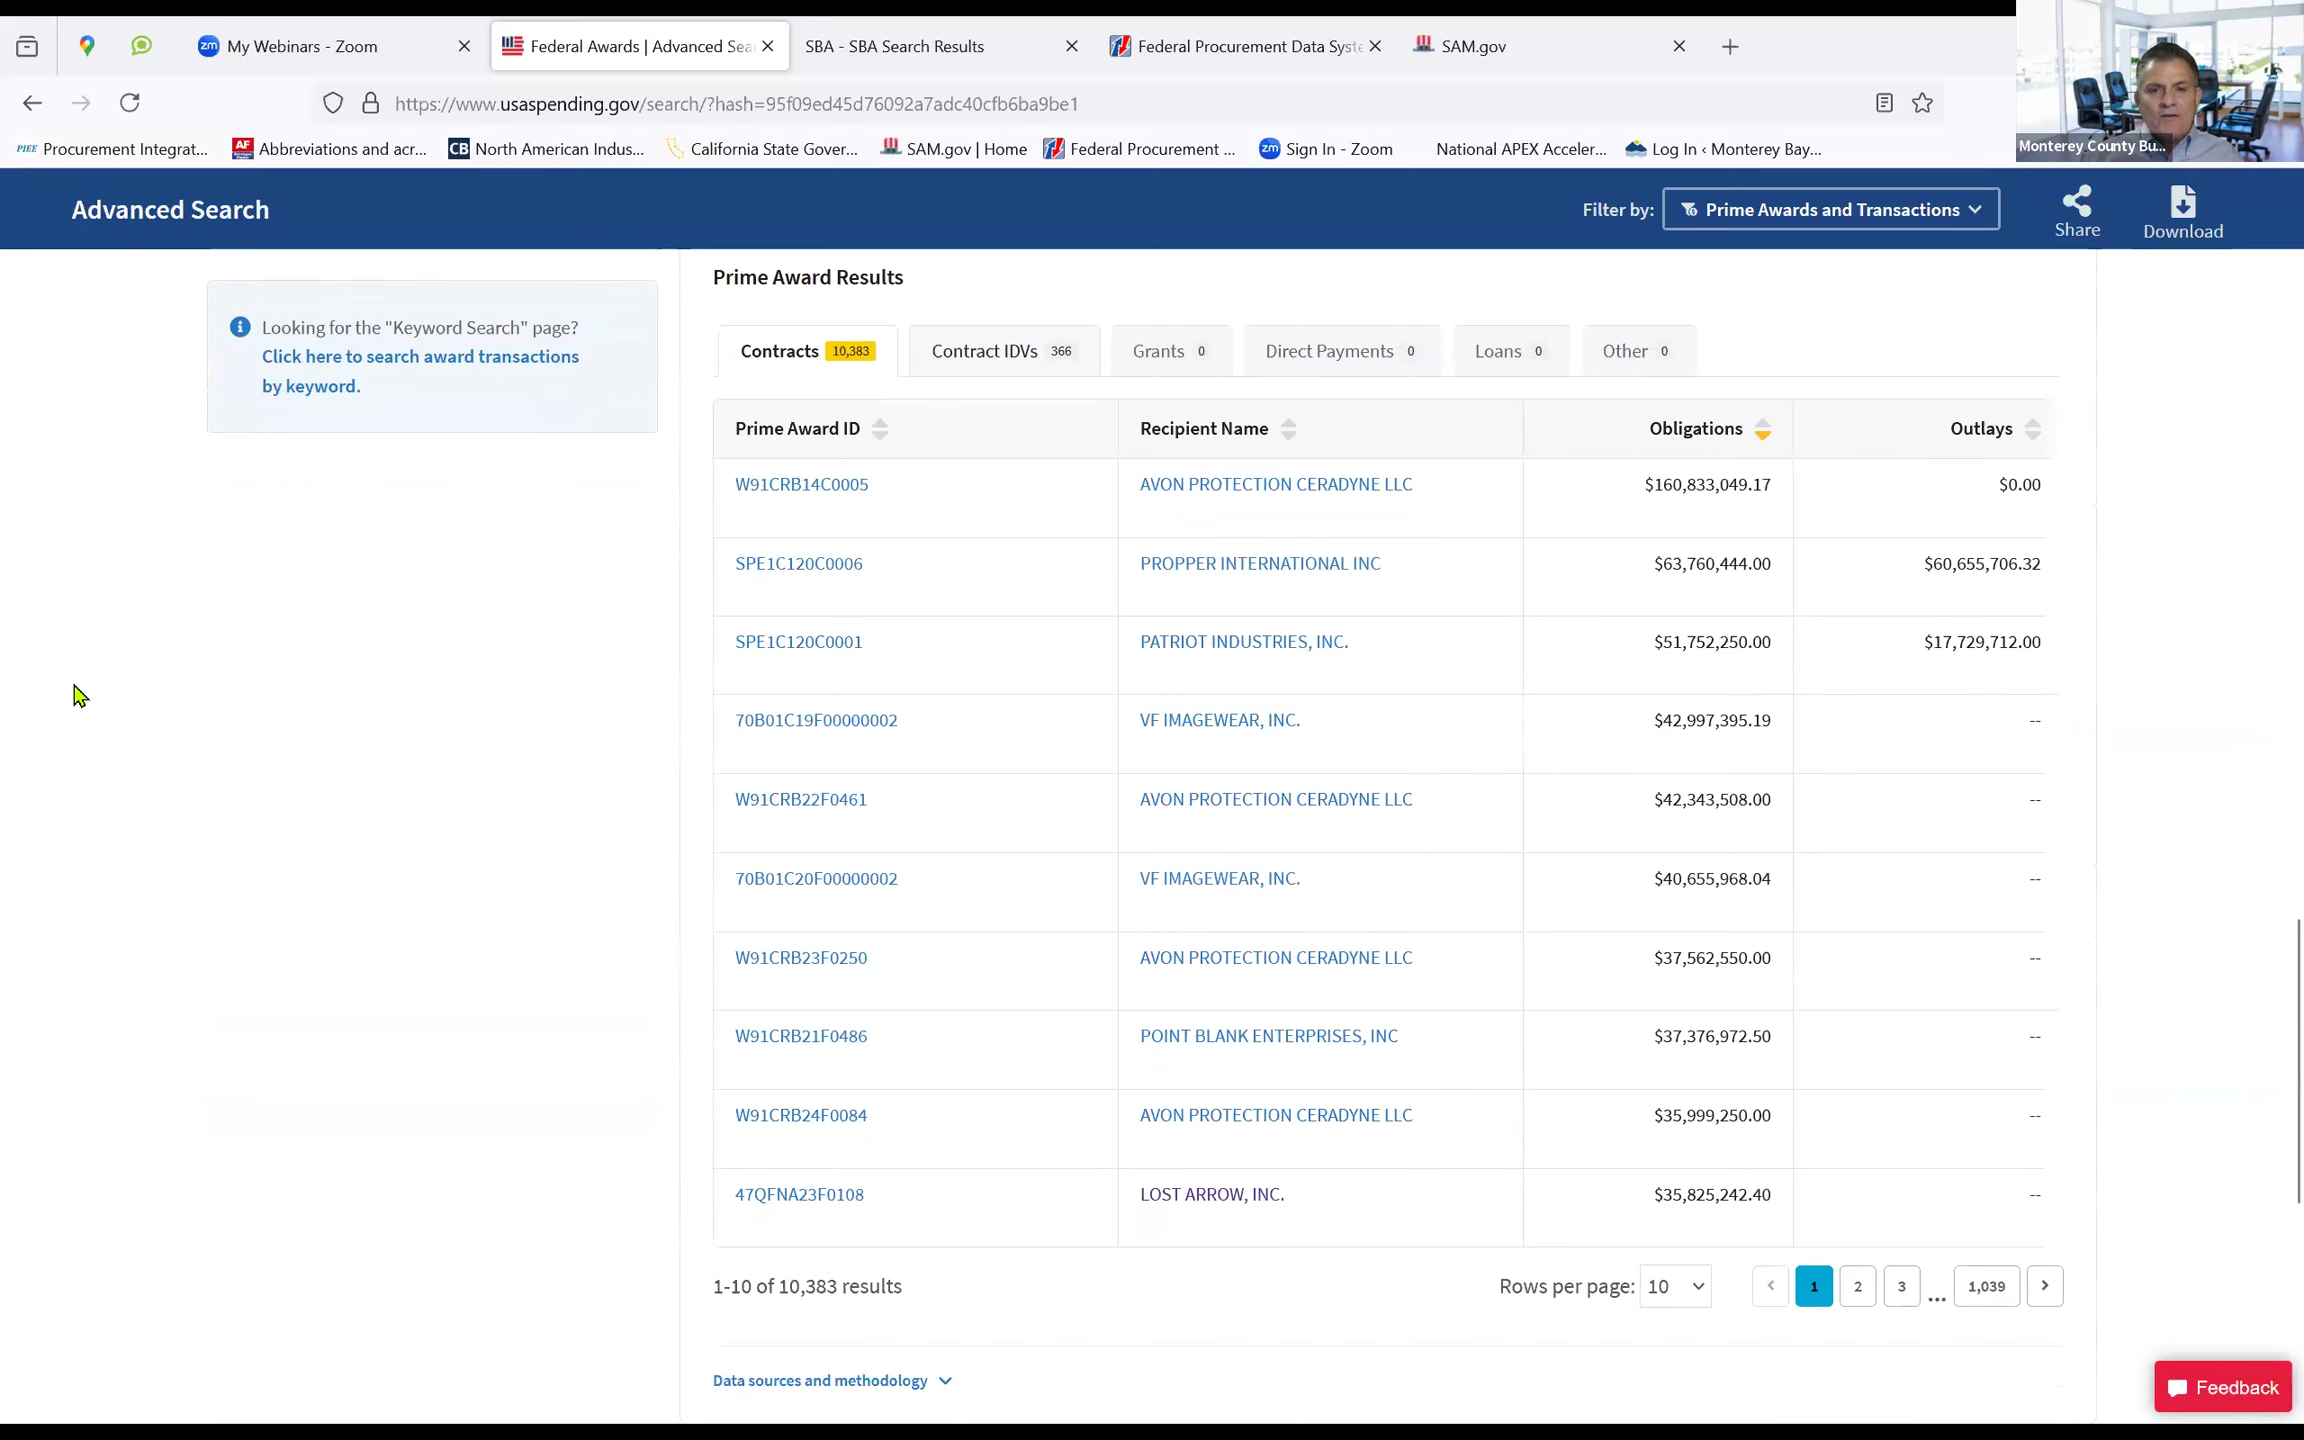 My Webinars - Zoom
Federal Awards | Advanced Sea
SBA - SBA Search Results
Federal Procurement Data Syste
SAM.gov
https://www.usaspending.gov/search/?hash=95f09ed45d76092a7adc40cfb6ba9be1
PIEE Procurement Integrat...
AF Abbreviations and acr...
CB North American Indus...
California State Gover...
SAM.gov | Home
Federal Procurement ...
zm Sign In - Zoom
National APEX Acceler...
Log In ‹ Monterey Bay...
Monterey County Bu...
Advanced Search
Filter by: Prime Awards and Transactions
Share
Download
Looking for the "Keyword Search" page?
Click here to search award transactions
by keyword.
Prime Award Results
Contracts 10,383 Contract IDVs 366 Grants 0 Direct Payments 0 Loans 0 Other 0
Prime Award ID Recipient Name Obligations Outlays
W91CRB14C0005 AVON PROTECTION CERADYNE LLC $160,833,049.17 $0.00
SPE1C120C0006 PROPPER INTERNATIONAL INC $63,760,444.00 $60,655,706.32
SPE1C120C0001 PATRIOT INDUSTRIES, INC. $51,752,250.00 $17,729,712.00
70B01C19F00000002 VF IMAGEWEAR, INC. $42,997,395.19 --
W91CRB22F0461 AVON PROTECTION CERADYNE LLC $42,343,508.00 --
70B01C20F00000002 VF IMAGEWEAR, INC. $40,655,968.04 --
W91CRB23F0250 AVON PROTECTION CERADYNE LLC $37,562,550.00 --
W91CRB21F0486 POINT BLANK ENTERPRISES, INC $37,376,972.50 --
W91CRB24F0084 AVON PROTECTION CERADYNE LLC $35,999,250.00 --
47QFNA23F0108 LOST ARROW, INC. $35,825,242.40 --
1-10 of 10,383 results
Rows per page: 10
1 2 3 ... 1,039
Data sources and methodology
Feedback